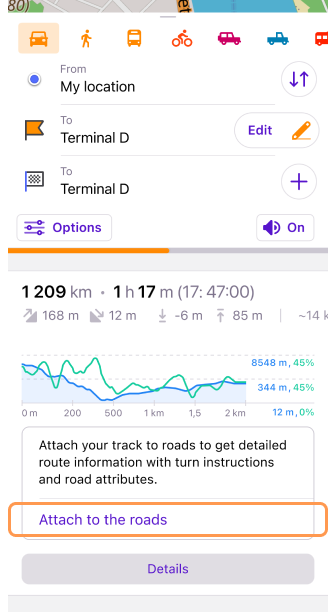 80)
From
My location
To
Terminal D
Edit
To
Terminal D
Options
On
1 209 km · 1 h 17 m (17: 47:00)
168 m 12 m -6 m 85 m ~14 k
8548 m, 45%
344 m, 45%
12 m, 0%
0 m 200 500 1 km 1,5 2 km
Attach your track to roads to get detailed
route information with turn instructions
and road attributes.
Attach to the roads
Details